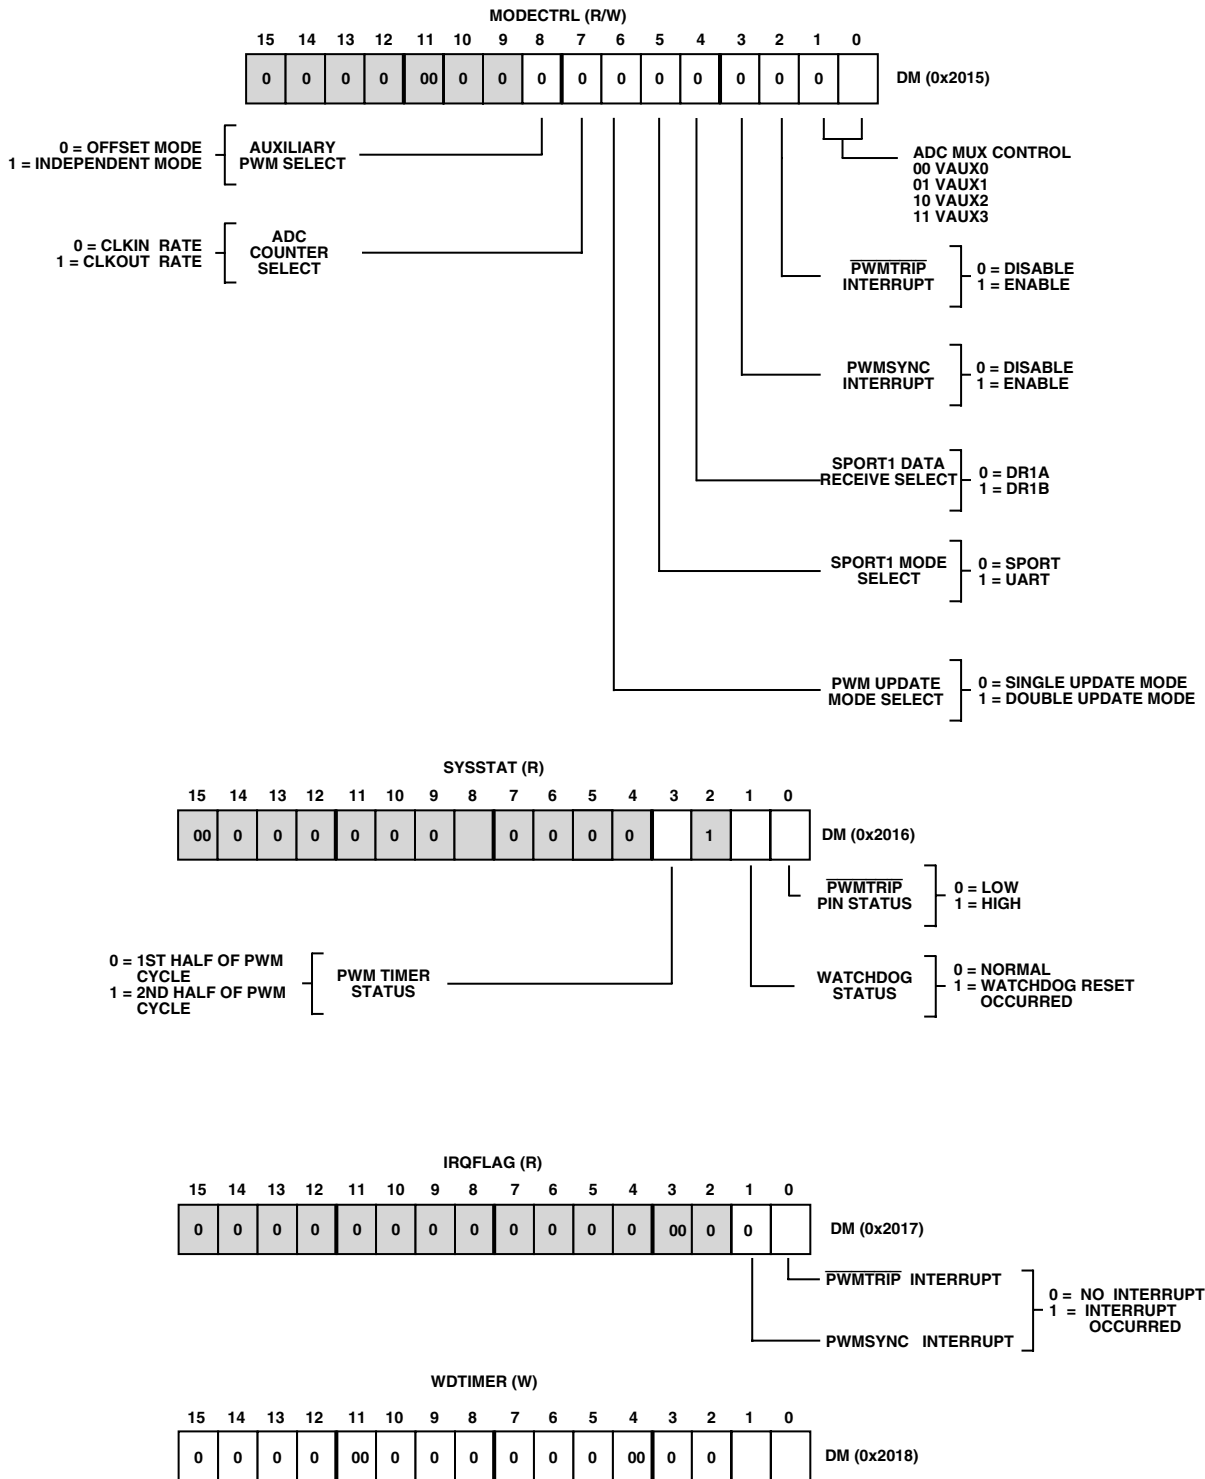 MODECTRL (R/W)
15 14 13 12 11 10 9 8 7 6 5 4 3 2 1 0
0 0 0 0 00 0 0 0 0 0 0 0 0 0 0
DM (0x2015)
0 = OFFSET MODE
1 = INDEPENDENT MODE
AUXILIARY
PWM SELECT
ADC MUX CONTROL
00 VAUX0
01 VAUX1
10 VAUX2
11 VAUX3
0 = CLKIN RATE
1 = CLKOUT RATE
ADC
COUNTER
SELECT
PWMTRIP
INTERRUPT
0 = DISABLE
1 = ENABLE
PWMSYNC
INTERRUPT
0 = DISABLE
1 = ENABLE
SPORT1 DATA
RECEIVE SELECT
0 = DR1A
1 = DR1B
SPORT1 MODE
SELECT
0 = SPORT
1 = UART
PWM UPDATE
MODE SELECT
0 = SINGLE UPDATE MODE
1 = DOUBLE UPDATE MODE
SYSSTAT (R)
15 14 13 12 11 10 9 8 7 6 5 4 3 2 1 0
00 0 0 0 0 0 0 0 0 0 0 1
DM (0x2016)
PWMTRIP
PIN STATUS
0 = LOW
1 = HIGH
0 = 1ST HALF OF PWM
CYCLE
1 = 2ND HALF OF PWM
CYCLE
PWM TIMER
STATUS
WATCHDOG
STATUS
0 = NORMAL
1 = WATCHDOG RESET
OCCURRED
IRQFLAG (R)
15 14 13 12 11 10 9 8 7 6 5 4 3 2 1 0
0 0 0 0 0 0 0 0 0 0 0 0 00 0 0
DM (0x2017)
PWMTRIP INTERRUPT
PWMSYNC INTERRUPT
0 = NO INTERRUPT
1 = INTERRUPT
OCCURRED
WDTIMER (W)
15 14 13 12 11 10 9 8 7 6 5 4 3 2 1 0
0 0 0 0 00 0 0 0 0 0 0 00 0 0
DM (0x2018)